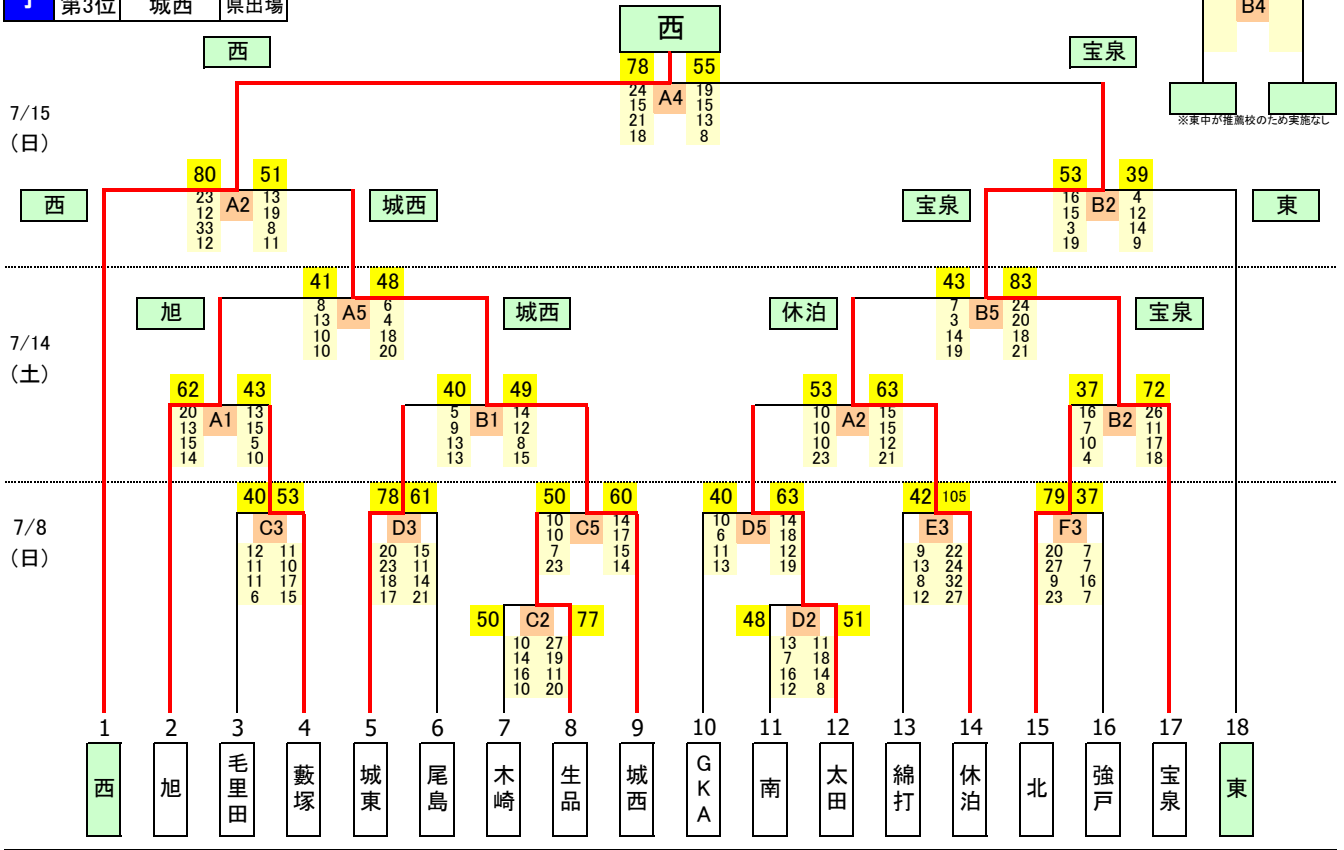 子 第3位 城西 県出場
B4
西
西 宝泉
78 55
24 A4 19
15 15
21 13
18 8
7/15
(日)
※東中が推薦校のため実施なし
80 51 53 39
西 23 A2 13 城西 宝泉 16 B2 4 東
12 19 15 12
33 8 3 14
12 11 19 9
41 48 43 83
旭 8 A5 6 城西 休泊 7 B5 24 宝泉
13 4 3 20
10 18 14 18
10 20 19 21
7/14
(土)
62 43 40 49 53 63 37 72
20 A1 13 5 B1 14 10 A2 15 16 B2 26
13 15 9 12 10 15 7 11
15 5 13 8 10 12 10 17
14 10 13 15 23 21 4 18
7/8
(日)
40 53 78 61 50 60 40 63 42 105 79 37
C3 D3 10 C5 14 10 D5 14 E3 F3
10 17 6 18
7 15 11 12
23 14 13 19
12 11 20 15 9 22 20 7
11 10 23 11 13 24 27 7
11 17 18 14 8 32 9 16
6 15 17 21 12 27 23 7
50 C2 77 48 D2 51
10 27 13 11
14 19 7 18
16 11 16 14
10 20 12 8
1 2 3 4 5 6 7 8 9 10 11 12 13 14 15 16 17 18
西 旭 毛里田 藪塚 城東 尾島 木崎 生品 城西 GKA 南 太田 綿打 休泊 北 強戸 宝泉 東